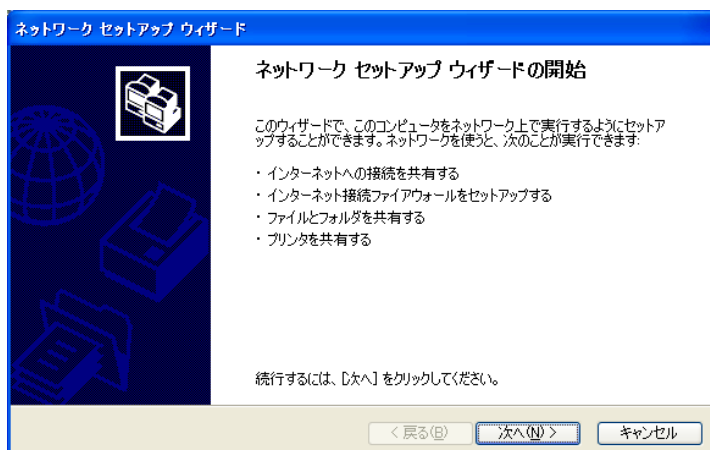 ネットワーク セットアップ ウィザード
ネットワーク セットアップ ウィザードの開始
このウィザードで、このコンピュータをネットワーク上で実行するようにセットア
ップすることができます。ネットワークを使うと、次のことが実行できます:
・インターネットへの接続を共有する
・インターネット接続ファイアウォールをセットアップする
・ファイルとフォルダを共有する
・プリンタを共有する
続行するには、[次へ] をクリックしてください。
< 戻る(B) 次へ(N) > キャンセル